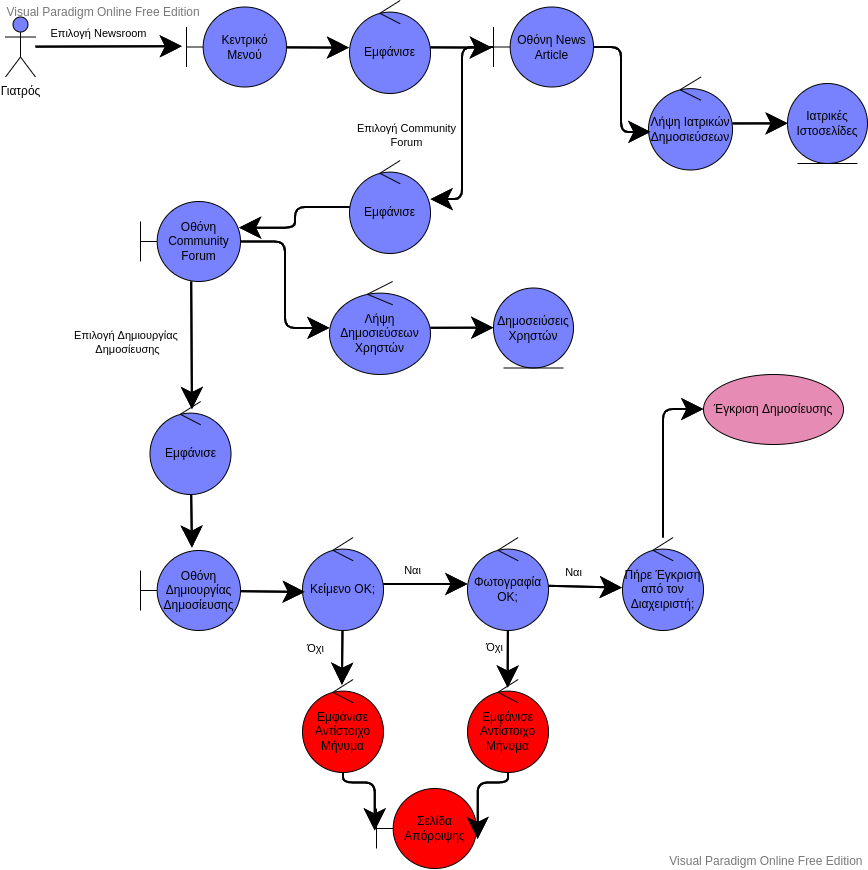 Visual Paradigm Online Free Edition
Επιλογή Newsroom
Γιατρός
Κεντρικό
Μενού
Εμφάνισε
Οθόνη News
Article
Λήψη Ιατρικών
Δημοσιεύσεων
Ιατρικές
Ιστοσελίδες
Επιλογή Community
Forum
Εμφάνισε
Οθόνη
Community
Forum
Λήψη
Δημοσιεύσεων
Χρηστών
Δημοσειύσεις
Χρηστών
Επιλογή Δημιουργίας
Δημοσίευσης
Έγκριση Δημοσίευσης
Εμφάνισε
Οθόνη
Δημιουργίας
Δημοσίευσης
Κείμενο ΟΚ;
Ναι
Φωτογραφία
ΟΚ;
Ναι
Πήρε Έγκριση
από τον
Διαχειριστή;
Όχι
Όχι
Εμφάνισε
Αντίστοιχο
Μήνυμα
Εμφάνισε
Αντίστοιχο
Μήνυμα
Σελίδα
Απόρριψης
Visual Paradigm Online Free Edition